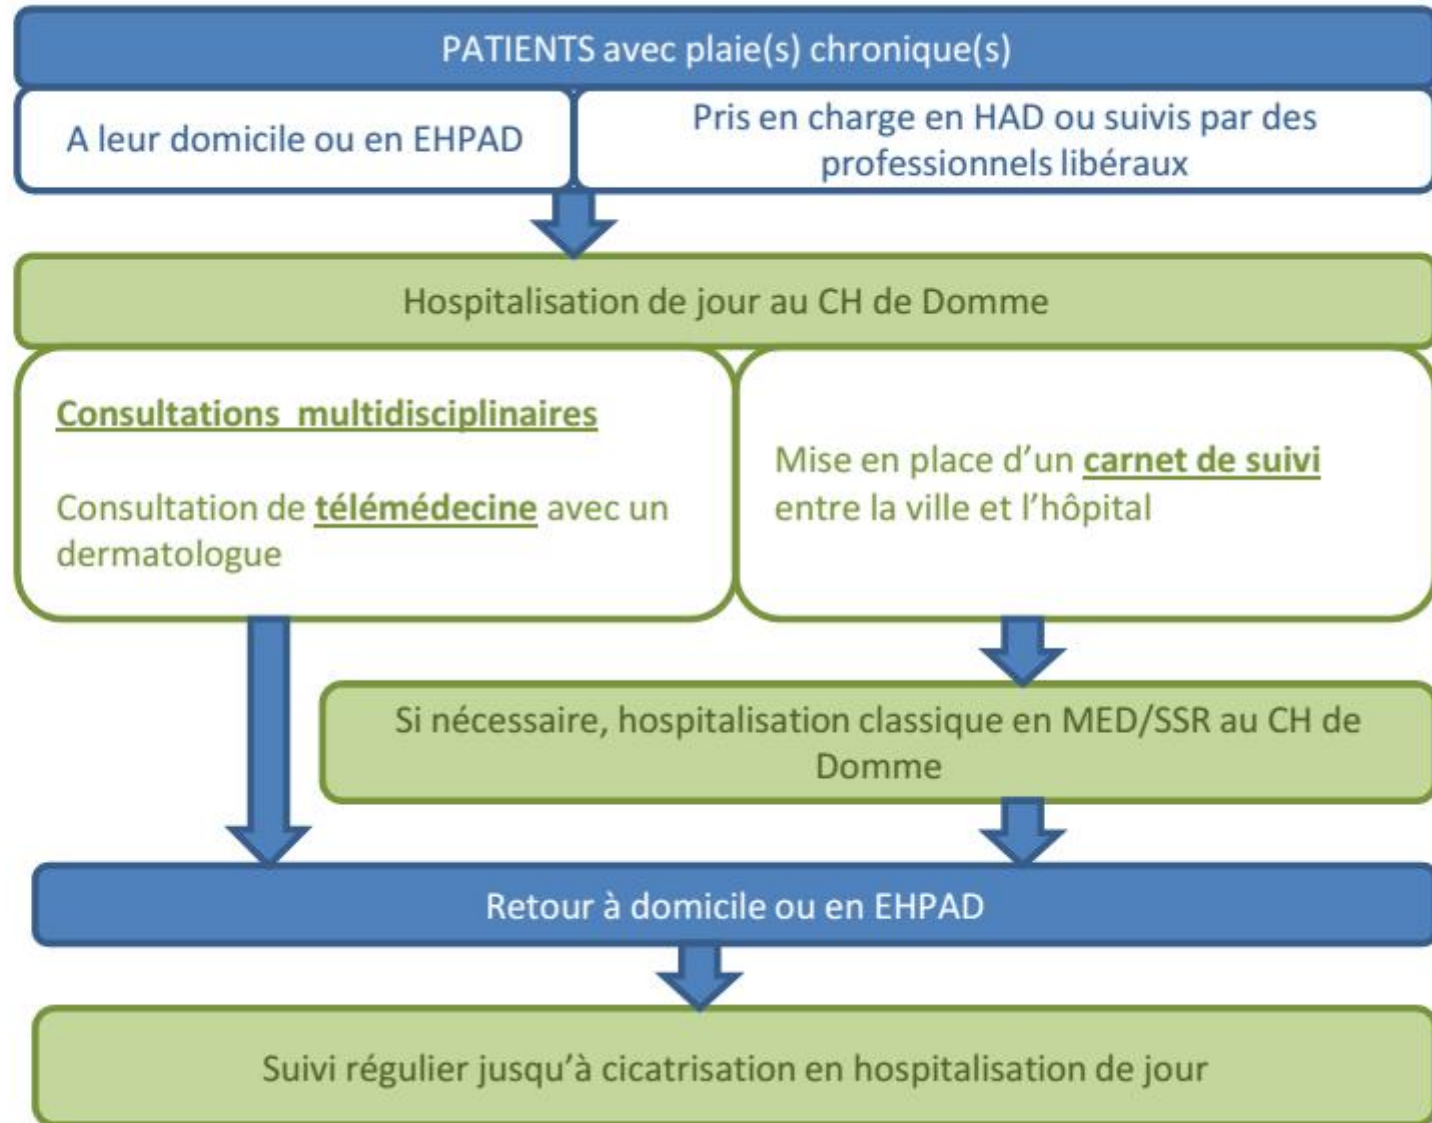 PATIENTS avec plaie(s) chronique(s)
A leur domicile ou en EHPAD
Pris en charge en HAD ou suivis par des
professionnels libéraux
Hospitalisation de jour au CH de Domme
Consultations multidisciplinaires
Consultation de télémédecine avec un
dermatologue
Mise en place d’un carnet de suivi
entre la ville et l’hôpital
Si nécessaire, hospitalisation classique en MED/SSR au CH de
Domme
Retour à domicile ou en EHPAD
Suivi régulier jusqu’à cicatrisation en hospitalisation de jour